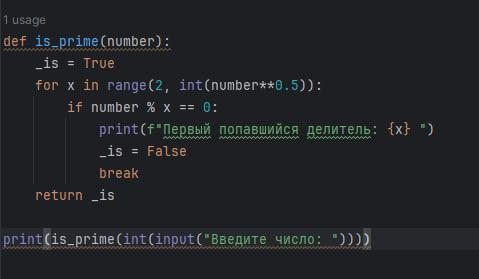 1 usage
def is_prime(number):
    _is = True
    for x in range(2, int(number**0.5)):
        if number % x == 0:
            print(f"Первый попавшийся делитель: {x} ")
            _is = False
            break
    return _is
print(is_prime(int(input("Введите число: "))))